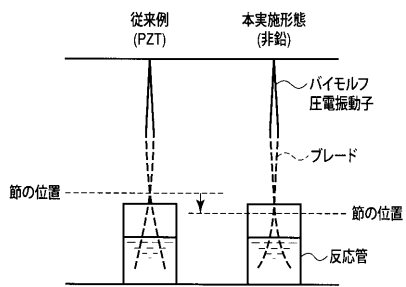 従来例
(PZT)
本実施形態
(非鉛)
バイモルフ
圧電振動子
ブレード
節の位置
節の位置
反応管